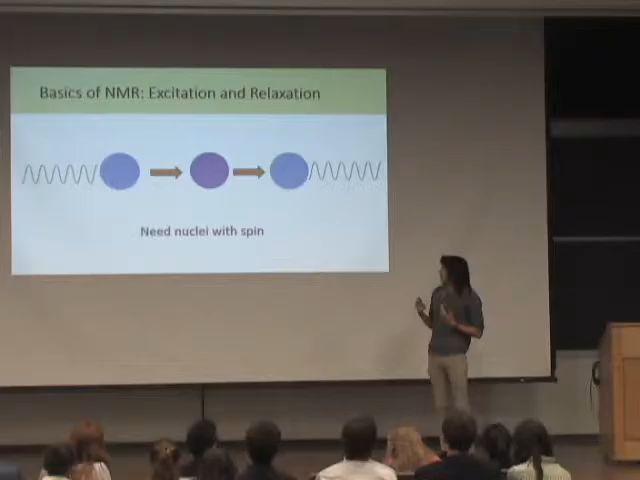 Basics of NMR: Excitation and Relaxation
Need nuclei with spin